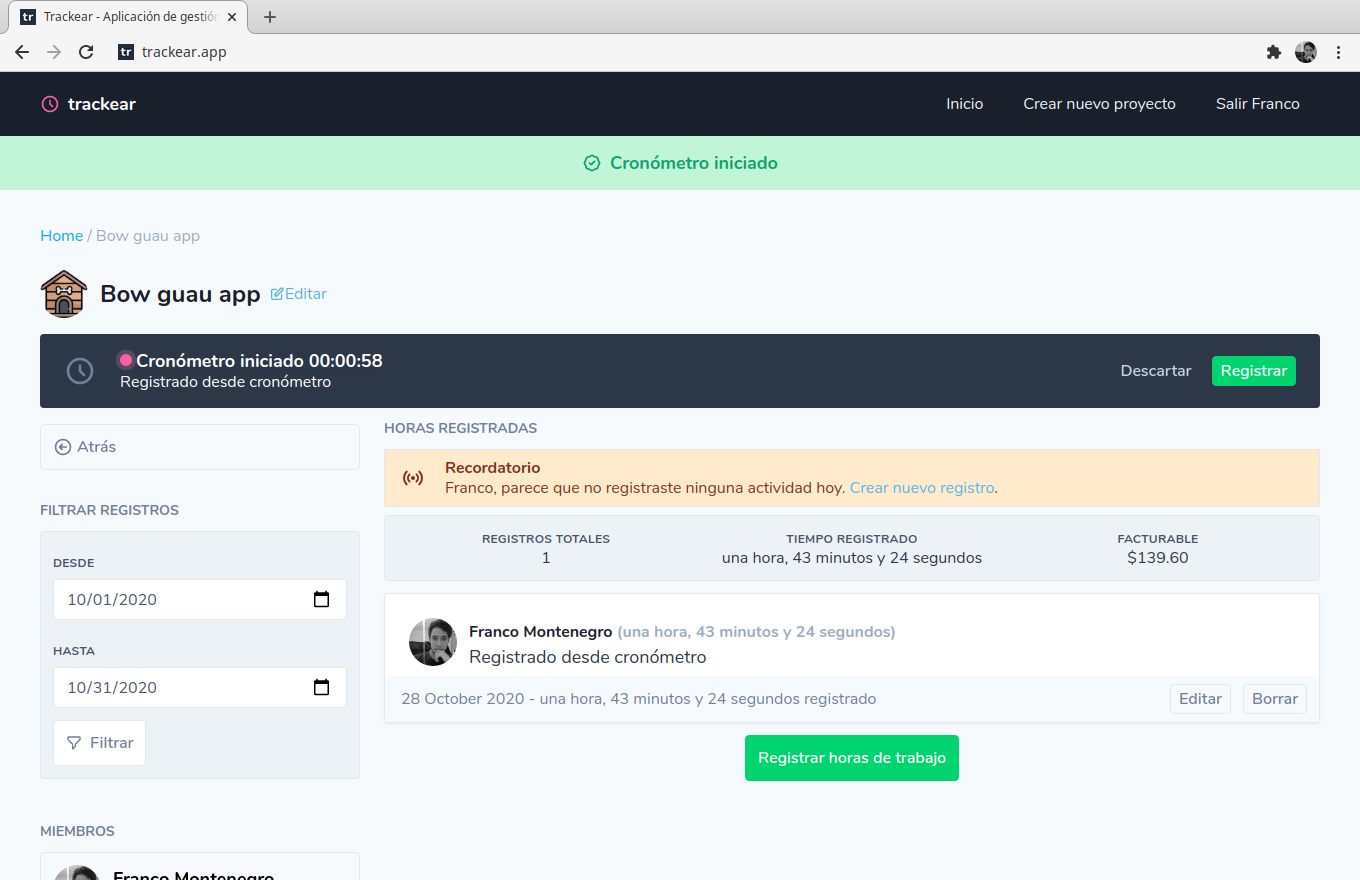 tr Trackear - Aplicación de gestión
tr trackear.app
trackear
Inicio Crear nuevo proyecto Salir Franco
Cronómetro iniciado
Home / Bow guau app
Bow guau app Editar
Cronómetro iniciado 00:00:58
Registrado desde cronómetro
Descartar Registrar
Atrás
FILTRAR REGISTROS
DESDE
10/01/2020
HASTA
10/31/2020
Filtrar
MIEMBROS
Franco Montenegro
HORAS REGISTRADAS
Recordatorio
Franco, parece que no registraste ninguna actividad hoy. Crear nuevo registro.
REGISTROS TOTALES
1
TIEMPO REGISTRADO
una hora, 43 minutos y 24 segundos
FACTURABLE
$139.60
Franco Montenegro (una hora, 43 minutos y 24 segundos)
Registrado desde cronómetro
28 October 2020 - una hora, 43 minutos y 24 segundos registrado
Editar Borrar
Registrar horas de trabajo